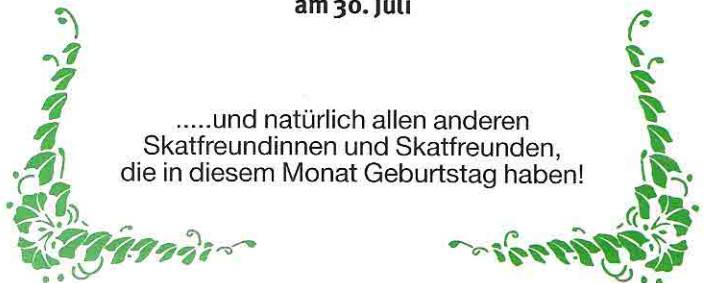 am 30. Juli
.....und natürlich allen anderen
Skatfreundinnen und Skatfreunden,
die in diesem Monat Geburtstag haben!